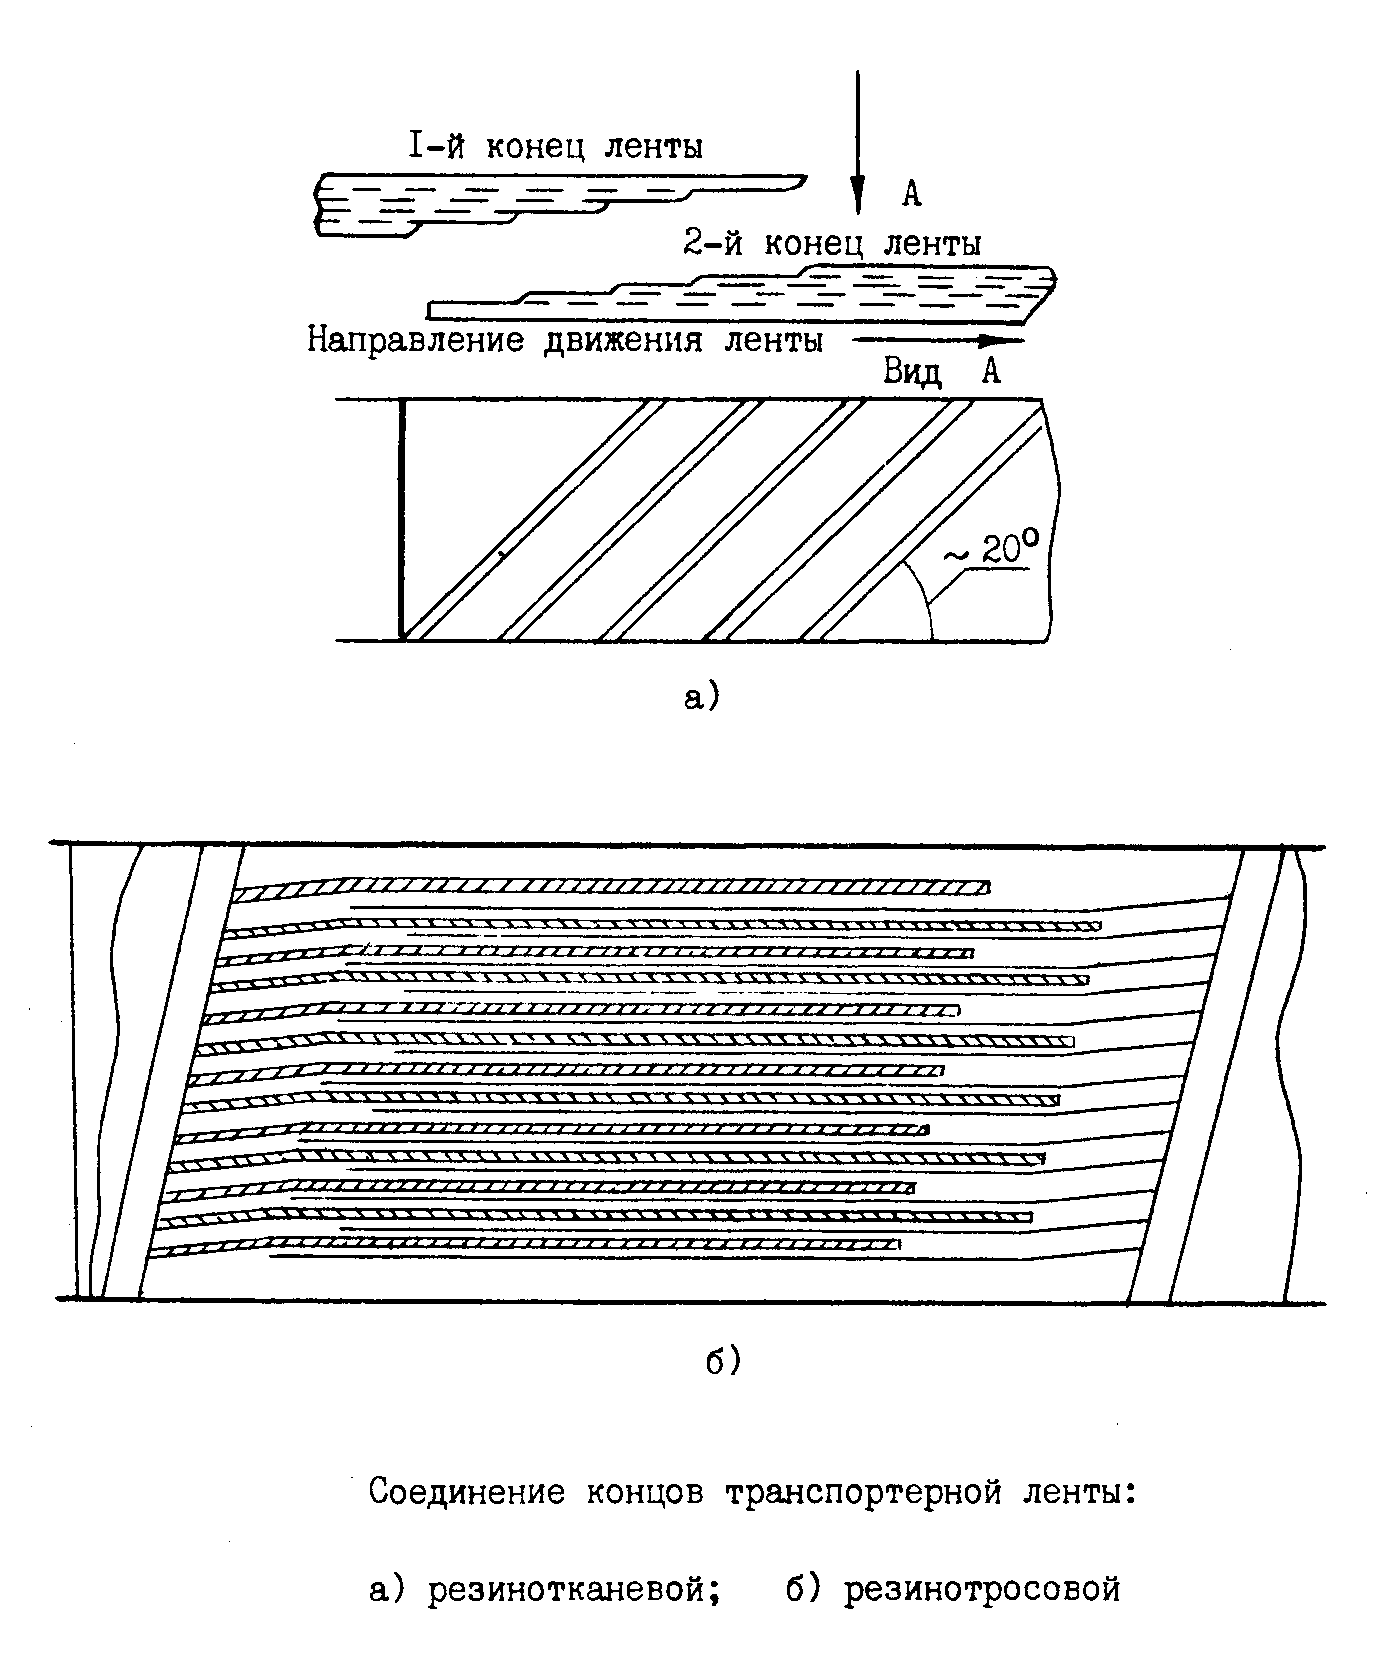 I-й конец ленты
А
2-й конец ленты
Направление движения ленты
Вид А
~ 20°
а)
б)
Соединение концов транспортерной ленты:
а) резинотканевой; б) резинотросовой